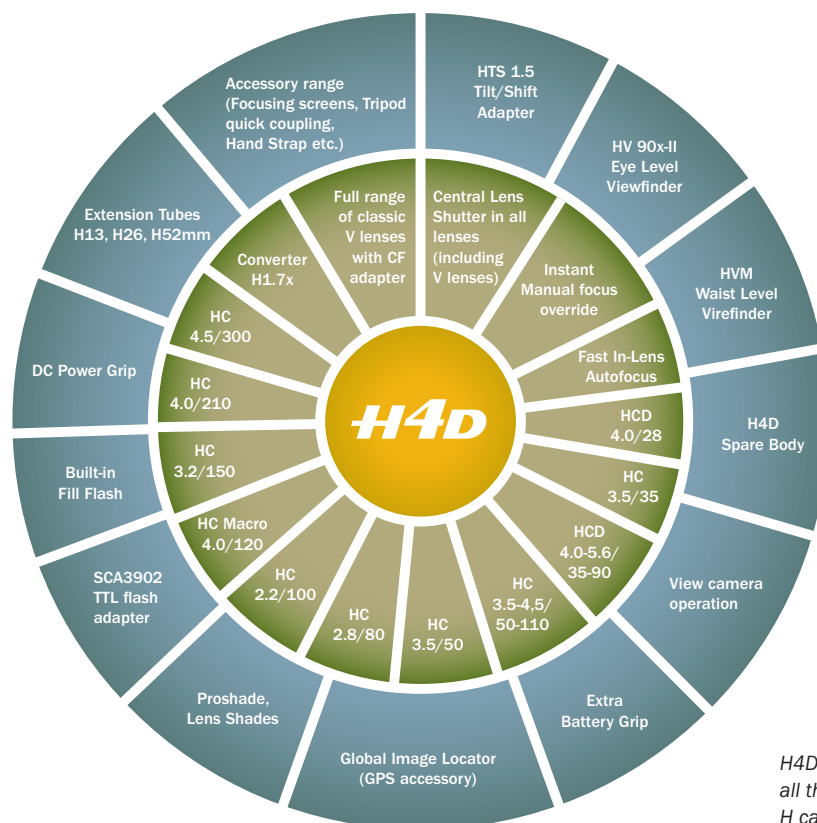 Accessory range
(Focusing screens, Tripod
quick coupling,
Hand Strap etc.)
HTS 1.5
Tilt/Shift
Adapter
HV 90x-II
Eye Level
Viewfinder
HVM
Waist Level
Virefinder
H4D
Spare Body
View camera
operation
Extra
Battery Grip
Global Image Locator
(GPS accessory)
Proshade,
Lens Shades
SCA3902
TTL flash
adapter
Built-in
Fill Flash
DC Power Grip
Extension Tubes
H13, H26, H52mm
Full range
of classic
V lenses
with CF
adapter
Central Lens
Shutter in all
lenses
(including
V lenses)
Instant
Manual focus
override
Fast In-Lens
Autofocus
HCD
4.0/28
HC
3.5/35
HCD
4.0-5.6/
35-90
HC
3.5-4,5/
50-110
HC
3.5/50
HC
2.8/80
HC
2.2/100
HC Macro
4.0/120
HC
3.2/150
HC
4.0/210
HC
4.5/300
Converter
H1.7x
H4D
H4D
all th
H ca